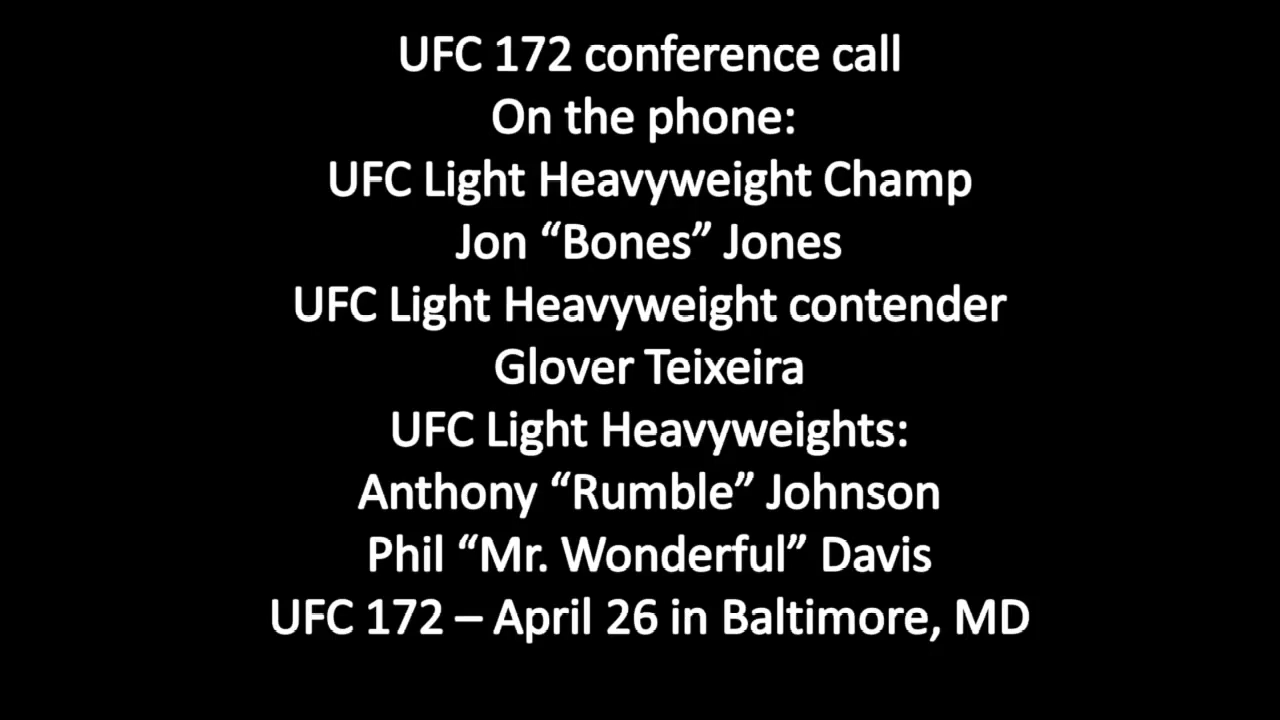 UFC 172 conference call
On the phone:
UFC Light Heavyweight Champ
Jon “Bones” Jones
UFC Light Heavyweight contender
Glover Teixeira
UFC Light Heavyweights:
Anthony “Rumble” Johnson
Phil “Mr. Wonderful” Davis
UFC 172 – April 26 in Baltimore, MD